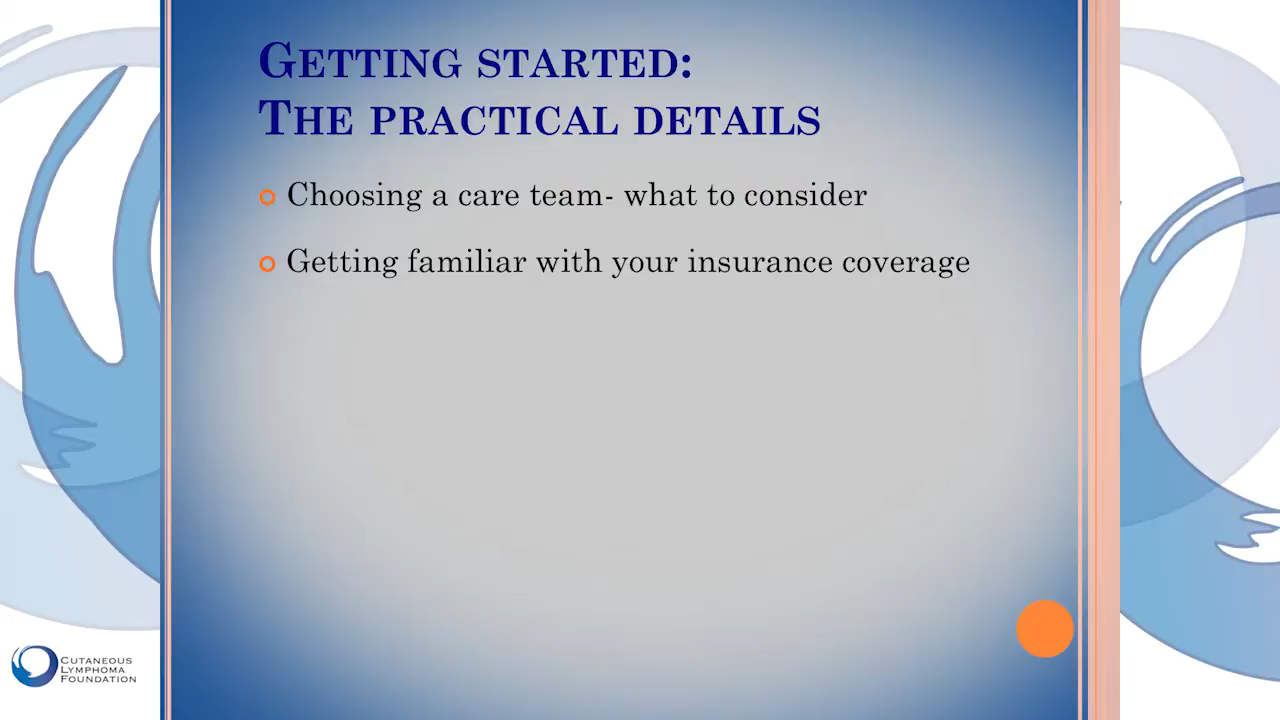 Getting started:
The practical details
Choosing a care team- what to consider
Getting familiar with your insurance coverage
Cutaneous
Lymphoma
Foundation